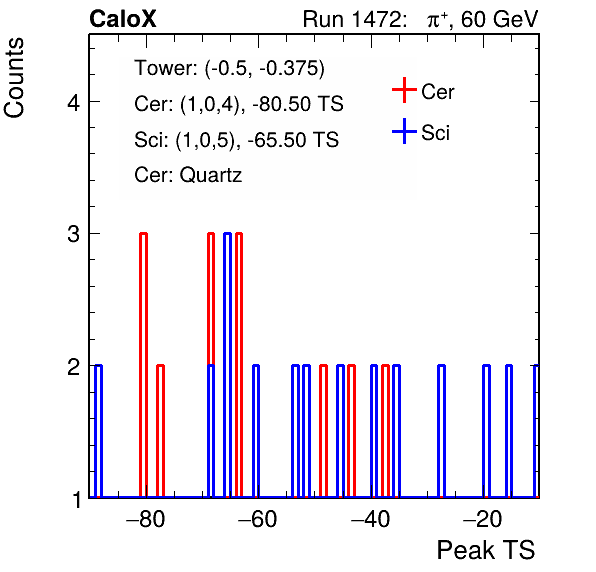 CaloX Run 1472: π⁺, 60 GeV
Counts
Tower: (-0.5, -0.375)
Cer: (1,0,4), -80.50 TS
Sci: (1,0,5), -65.50 TS
Cer: Quartz
Cer
Sci
4
3
2
1
−80 −60 −40 −20
Peak TS